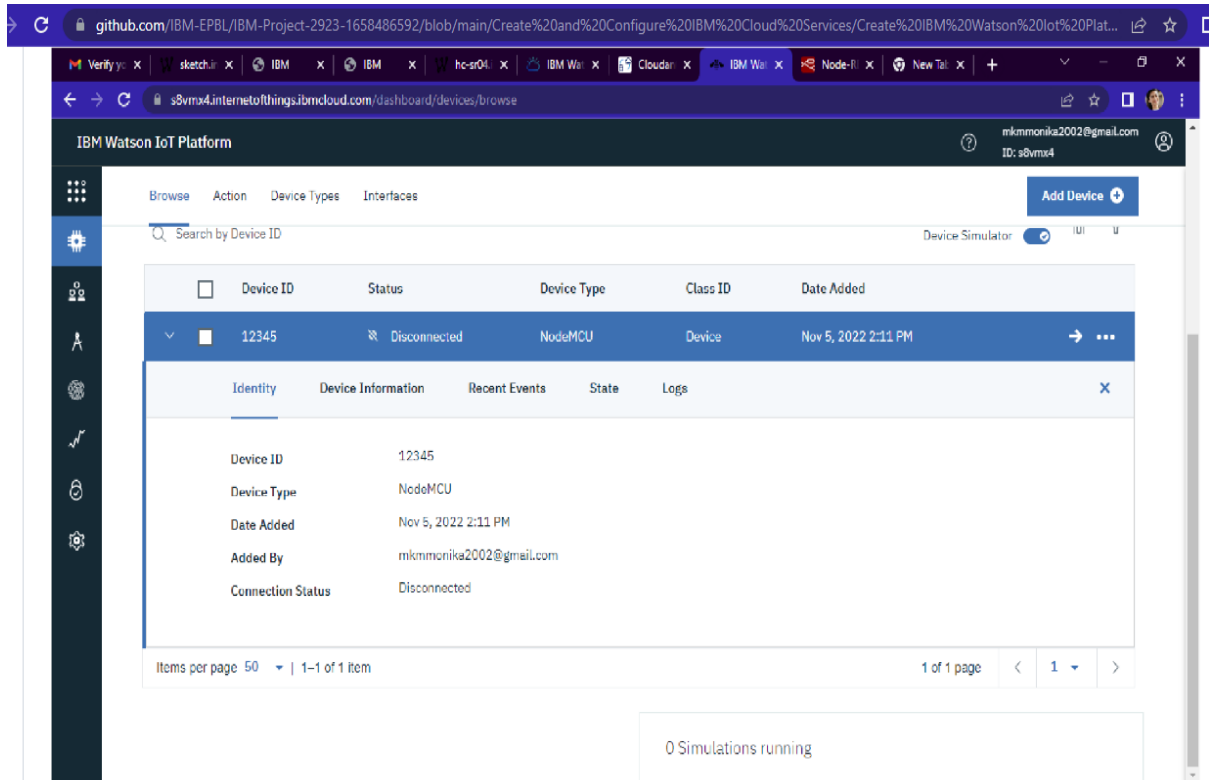 github.com/IBM-EPBL/IBM-Project-2923-1658486592/blob/main/Create%20and%20Configure%20IBM%20Cloud%20Services/Create%20IBM%20Watson%20Iot%20Plat...
Verify yo sketch.in IBM IBM hc-sr04. IBM Wat Cloudan IBM Wat Node-R New Tab
s8vmx4.internetofthings.ibmcloud.com/dashboard/devices/browse
IBM Watson IoT Platform
mkmmonika2002@gmail.com
ID: s8vmx4
Browse Action Device Types Interfaces Add Device
Search by Device ID Device Simulator
Device ID Status Device Type Class ID Date Added
12345 Disconnected NodeMCU Device Nov 5, 2022 2:11 PM
Identity Device Information Recent Events State Logs
Device ID 12345
Device Type NodeMCU
Date Added Nov 5, 2022 2:11 PM
Added By mkmmonika2002@gmail.com
Connection Status Disconnected
Items per page 50 | 1–1 of 1 item 1 of 1 page 1
0 Simulations running